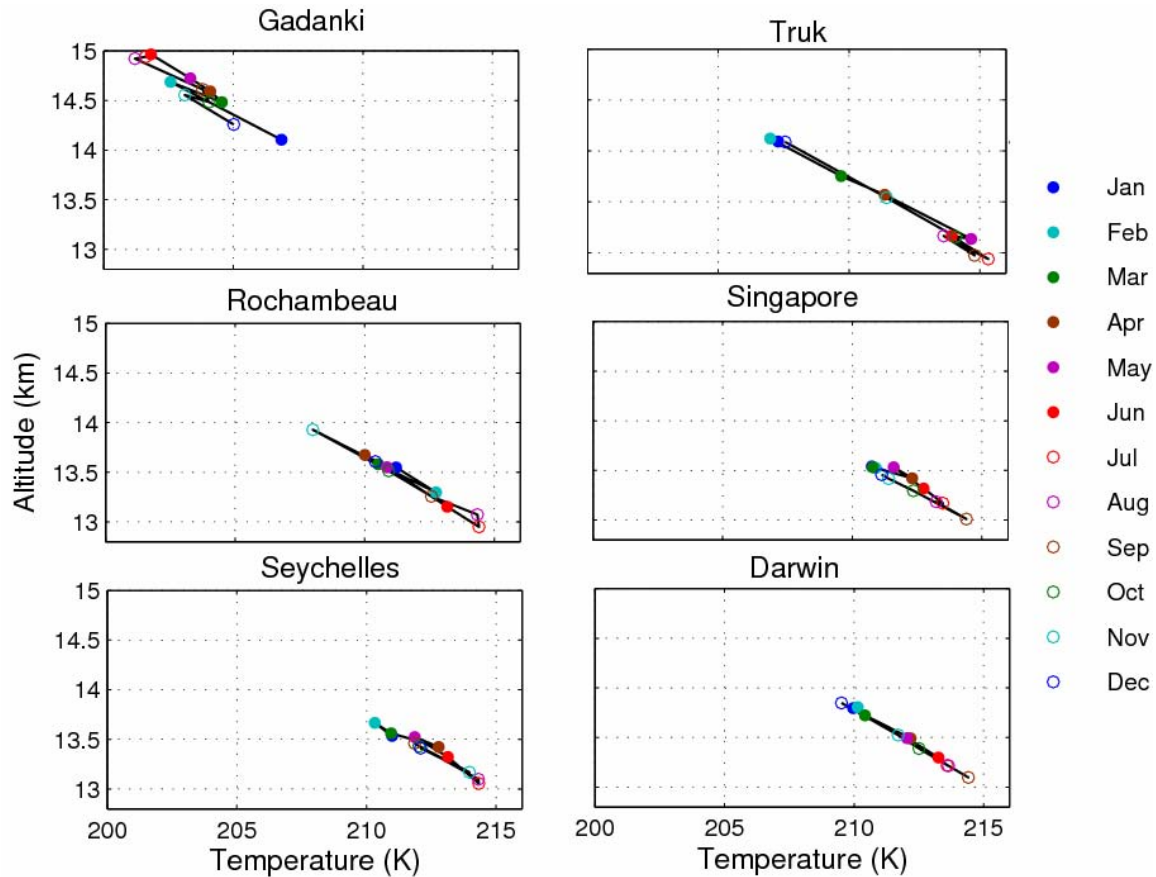 Gadanki
Truk
15
14.5
14
13.5
13
Rochambeau
Singapore
15
14.5
14
13.5
13
Altitude (km)
Seychelles
Darwin
15
14.5
14
13.5
13
200 205 210 215
200 205 210 215
Temperature (K)
Temperature (K)
Jan
Feb
Mar
Apr
May
Jun
Jul
Aug
Sep
Oct
Nov
Dec